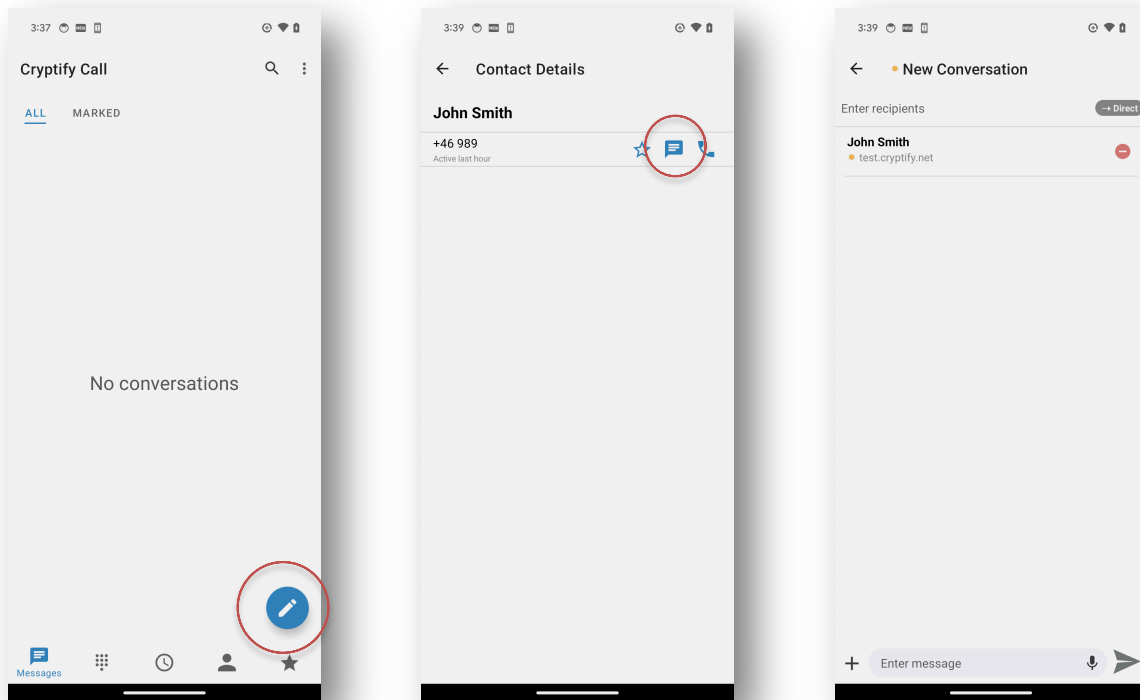 3:37
Cryptify Call
ALL MARKED
No conversations
Messages
3:39
Contact Details
John Smith
+46 989
Active last hour
3:39
New Conversation
Enter recipients
→ Direct
John Smith
test.cryptify.net
Enter message